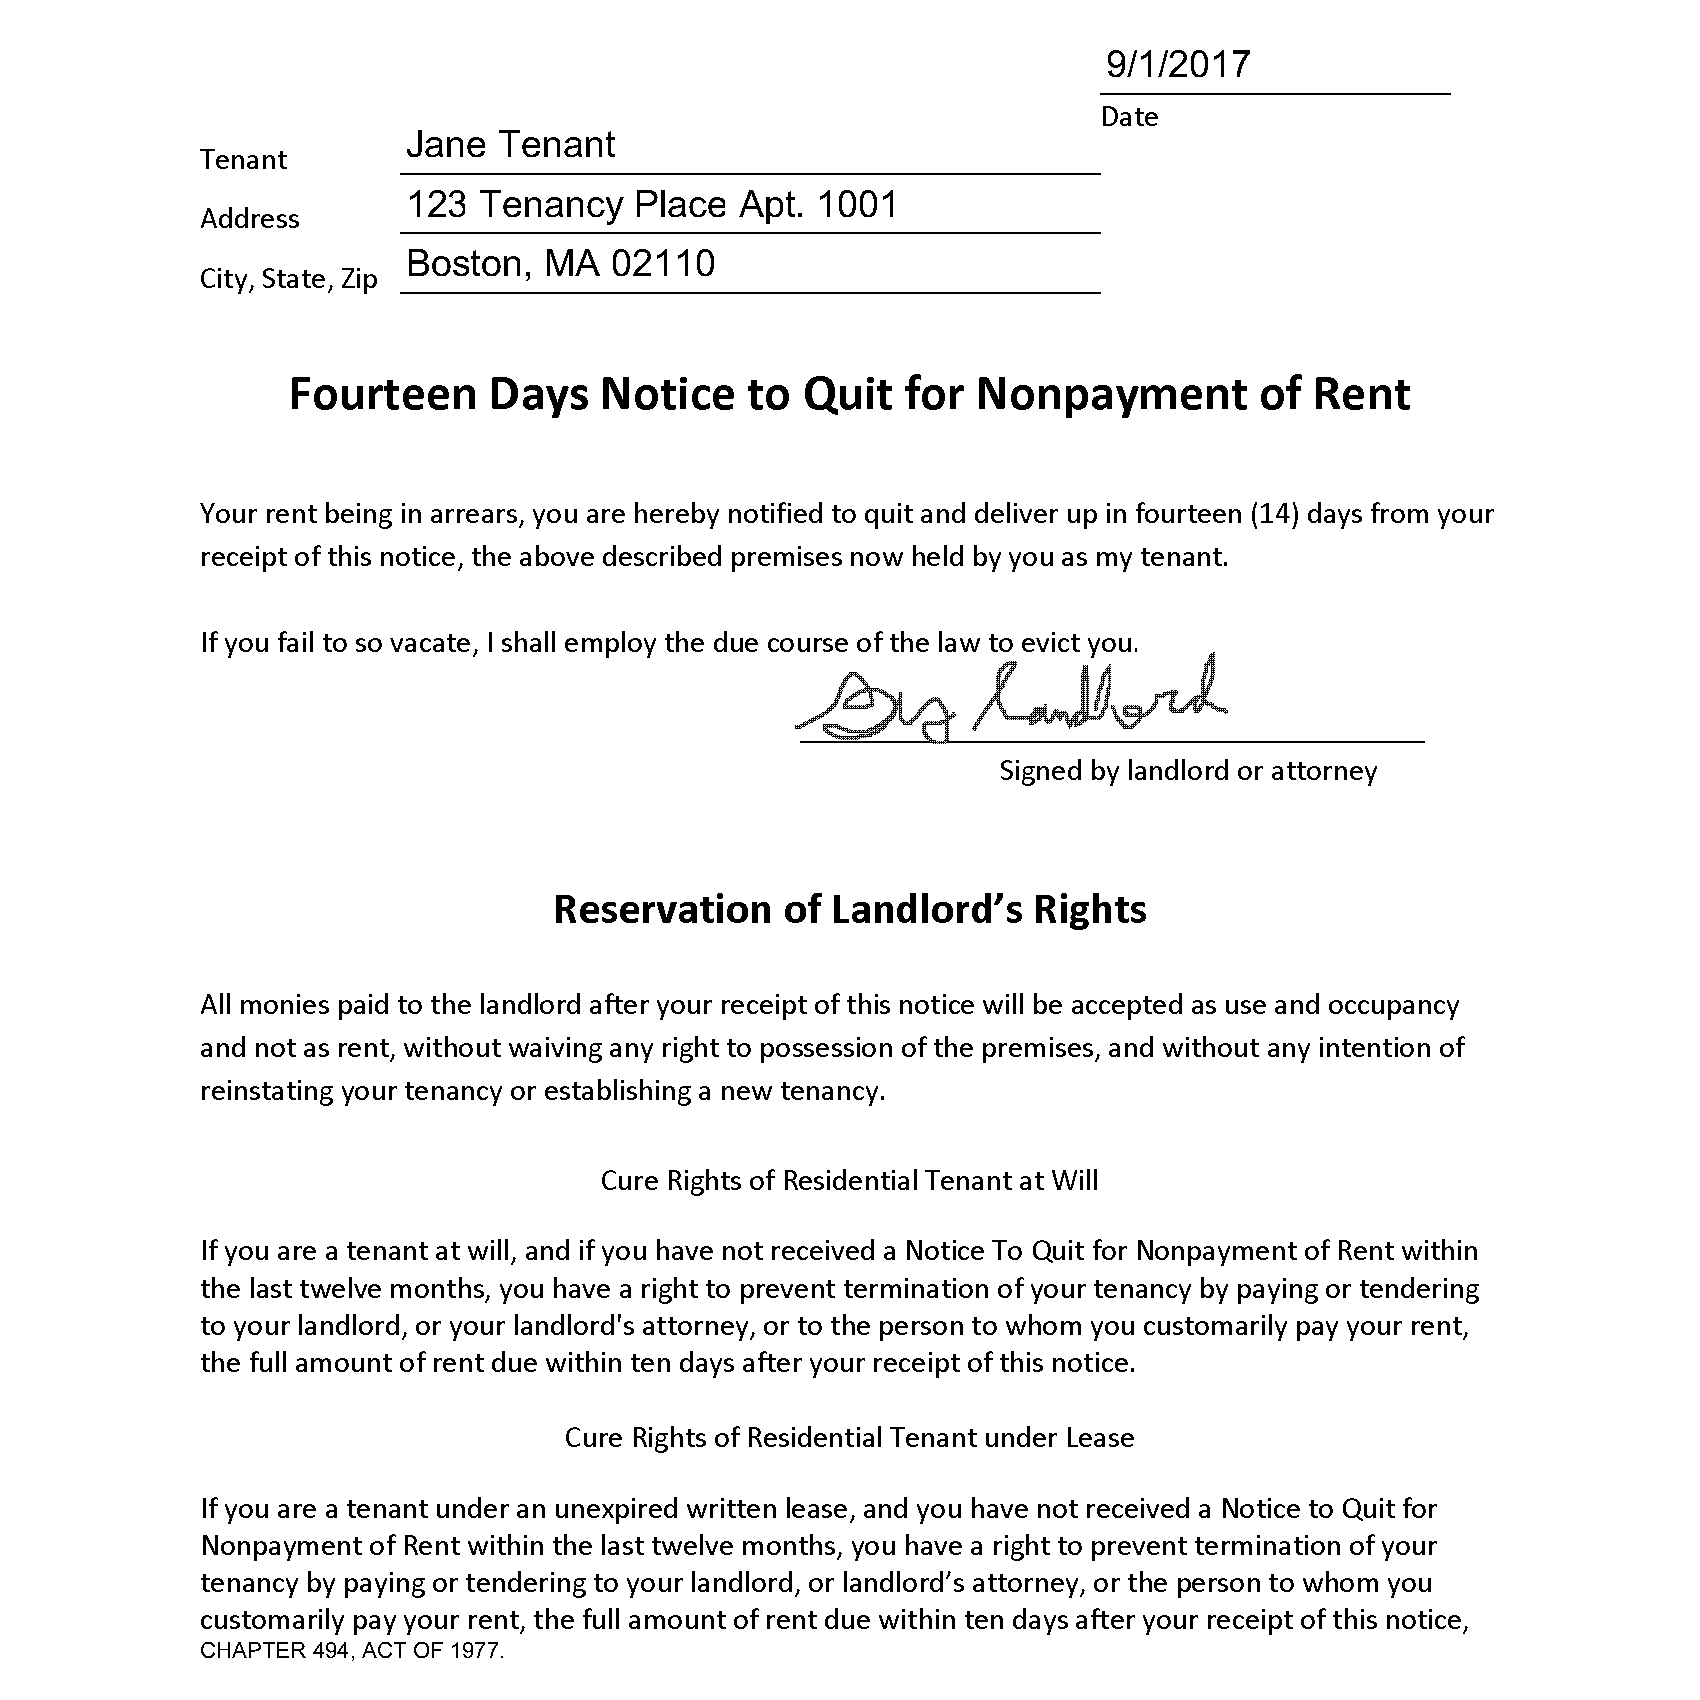 9/1/2017
Date
Tenant Jane Tenant
Address 123 Tenancy Place Apt. 1001
City, State, Zip Boston, MA 02110
Fourteen Days Notice to Quit for Nonpayment of Rent
Your rent being in arrears, you are hereby notified to quit and deliver up in fourteen (14) days from your
receipt of this notice, the above described premises now held by you as my tenant.
If you fail to so vacate, I shall employ the due course of the law to evict you.
Landlord
Signed by landlord or attorney
Reservation of Landlord’s Rights
All monies paid to the landlord after your receipt of this notice will be accepted as use and occupancy
and not as rent, without waiving any right to possession of the premises, and without any intention of
reinstating your tenancy or establishing a new tenancy.
Cure Rights of Residential Tenant at Will
If you are a tenant at will, and if you have not received a Notice To Quit for Nonpayment of Rent within
the last twelve months, you have a right to prevent termination of your tenancy by paying or tendering
to your landlord, or your landlord's attorney, or to the person to whom you customarily pay your rent,
the full amount of rent due within ten days after your receipt of this notice.
Cure Rights of Residential Tenant under Lease
If you are a tenant under an unexpired written lease, and you have not received a Notice to Quit for
Nonpayment of Rent within the last twelve months, you have a right to prevent termination of your
tenancy by paying or tendering to your landlord, or landlord’s attorney, or the person to whom you
customarily pay your rent, the full amount of rent due within ten days after your receipt of this notice,
CHAPTER 494, ACT OF 1977.